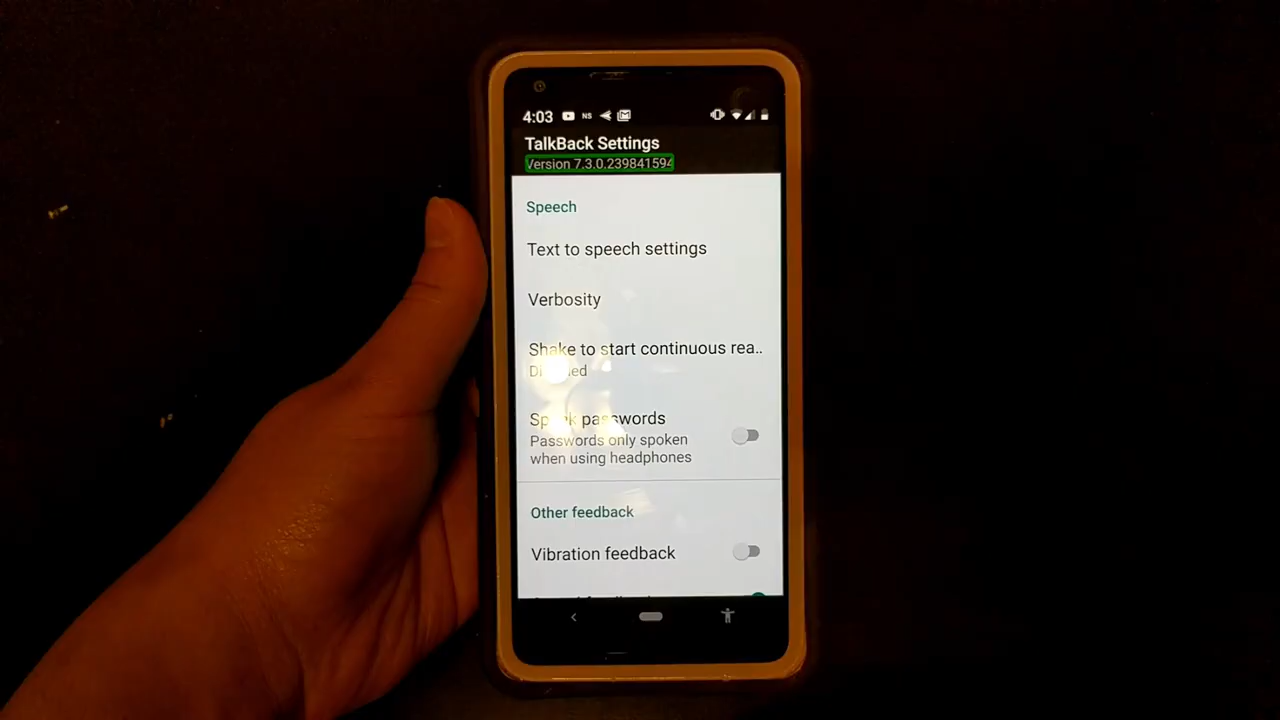 4:03 NS
TalkBack Settings
Version 7.3.0.239841594
Speech
Text to speech settings
Verbosity
Shake to start continuous rea..
Speak passwords
Passwords only spoken
when using headphones
Other feedback
Vibration feedback